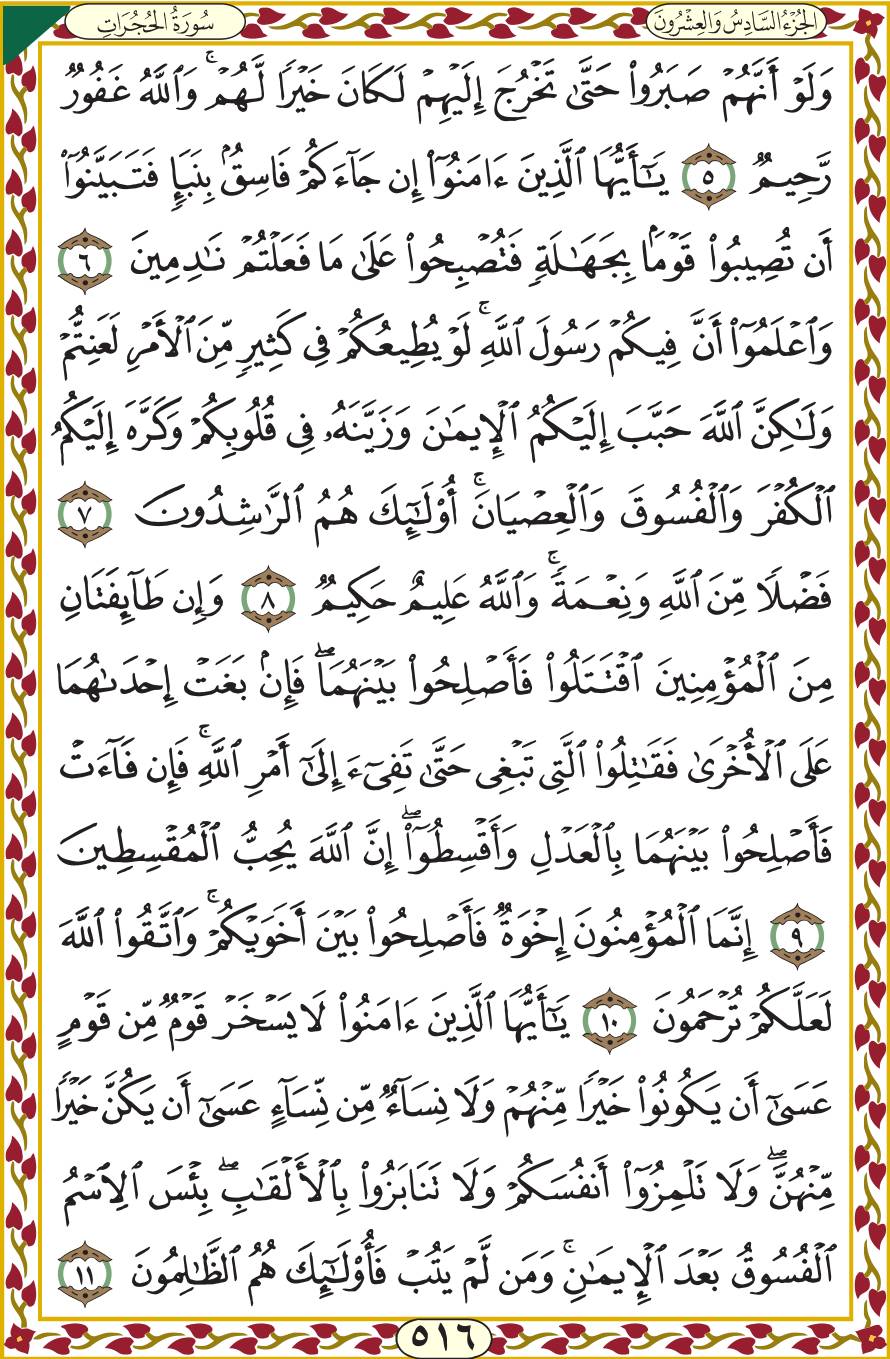 الجُزْءُ السَّادِسُ وَالعِشْرُونَ
سُورَةُ الحُجُرَاتِ
وَلَوْ أَنَّهُمْ صَبَرُوا۟ حَتَّىٰ تَخْرُجَ إِلَيْهِمْ لَكَانَ خَيْرًا لَّهُمْ ۚ وَٱللَّهُ غَفُورٌ
رَّحِيمٌ ٥ يَـٰٓأَيُّهَا ٱلَّذِينَ ءَامَنُوٓا۟ إِن جَآءَكُمْ فَاسِقٌۢ بِنَبَإٍ فَتَبَيَّنُوٓا۟
أَن تُصِيبُوا۟ قَوْمًۢا بِجَهَـٰلَةٍ فَتُصْبِحُوا۟ عَلَىٰ مَا فَعَلْتُمْ نَـٰدِمِينَ ٦
وَٱعْلَمُوٓا۟ أَنَّ فِيكُمْ رَسُولَ ٱللَّهِ ۚ لَوْ يُطِيعُكُمْ فِى كَثِيرٍ مِّنَ ٱلْأَمْرِ لَعَنِتُّمْ
وَلَـٰكِنَّ ٱللَّهَ حَبَّبَ إِلَيْكُمُ ٱلْإِيمَـٰنَ وَزَيَّنَهُۥ فِى قُلُوبِكُمْ وَكَرَّهَ إِلَيْكُمُ
ٱلْكُفْرَ وَٱلْفُسُوقَ وَٱلْعِصْيَانَ ۚ أُو۟لَـٰٓئِكَ هُمُ ٱلرَّٰشِدُونَ ٧
فَضْلًا مِّنَ ٱللَّهِ وَنِعْمَةً ۚ وَٱللَّهُ عَلِيمٌ حَكِيمٌ ٨ وَإِن طَآئِفَتَانِ
مِنَ ٱلْمُؤْمِنِينَ ٱقْتَتَلُوا۟ فَأَصْلِحُوا۟ بَيْنَهُمَا ۖ فَإِنۢ بَغَتْ إِحْدَىٰهُمَا
عَلَى ٱلْأُخْرَىٰ فَقَـٰتِلُوا۟ ٱلَّتِى تَبْغِى حَتَّىٰ تَفِىٓءَ إِلَىٰٓ أَمْرِ ٱللَّهِ ۚ فَإِن فَآءَتْ
فَأَصْلِحُوا۟ بَيْنَهُمَا بِٱلْعَدْلِ وَأَقْسِطُوٓا۟ ۖ إِنَّ ٱللَّهَ يُحِبُّ ٱلْمُقْسِطِينَ
٩ إِنَّمَا ٱلْمُؤْمِنُونَ إِخْوَةٌ فَأَصْلِحُوا۟ بَيْنَ أَخَوَيْكُمْ ۚ وَٱتَّقُوا۟ ٱللَّهَ
لَعَلَّكُمْ تُرْحَمُونَ ١٠ يَـٰٓأَيُّهَا ٱلَّذِينَ ءَامَنُوا۟ لَا يَسْخَرْ قَوْمٌ مِّن قَوْمٍ
عَسَىٰٓ أَن يَكُونُوا۟ خَيْرًا مِّنْهُمْ وَلَا نِسَآءٌ مِّن نِّسَآءٍ عَسَىٰٓ أَن يَكُنَّ خَيْرًا
مِّنْهُنَّ ۖ وَلَا تَلْمِزُوٓا۟ أَنفُسَكُمْ وَلَا تَنَابَزُوا۟ بِٱلْأَلْقَـٰبِ ۖ بِئْسَ ٱلِٱسْمُ
ٱلْفُسُوقُ بَعْدَ ٱلْإِيمَـٰنِ ۚ وَمَن لَّمْ يَتُبْ فَأُو۟لَـٰٓئِكَ هُمُ ٱلظَّـٰلِمُونَ ١١
٥١٦